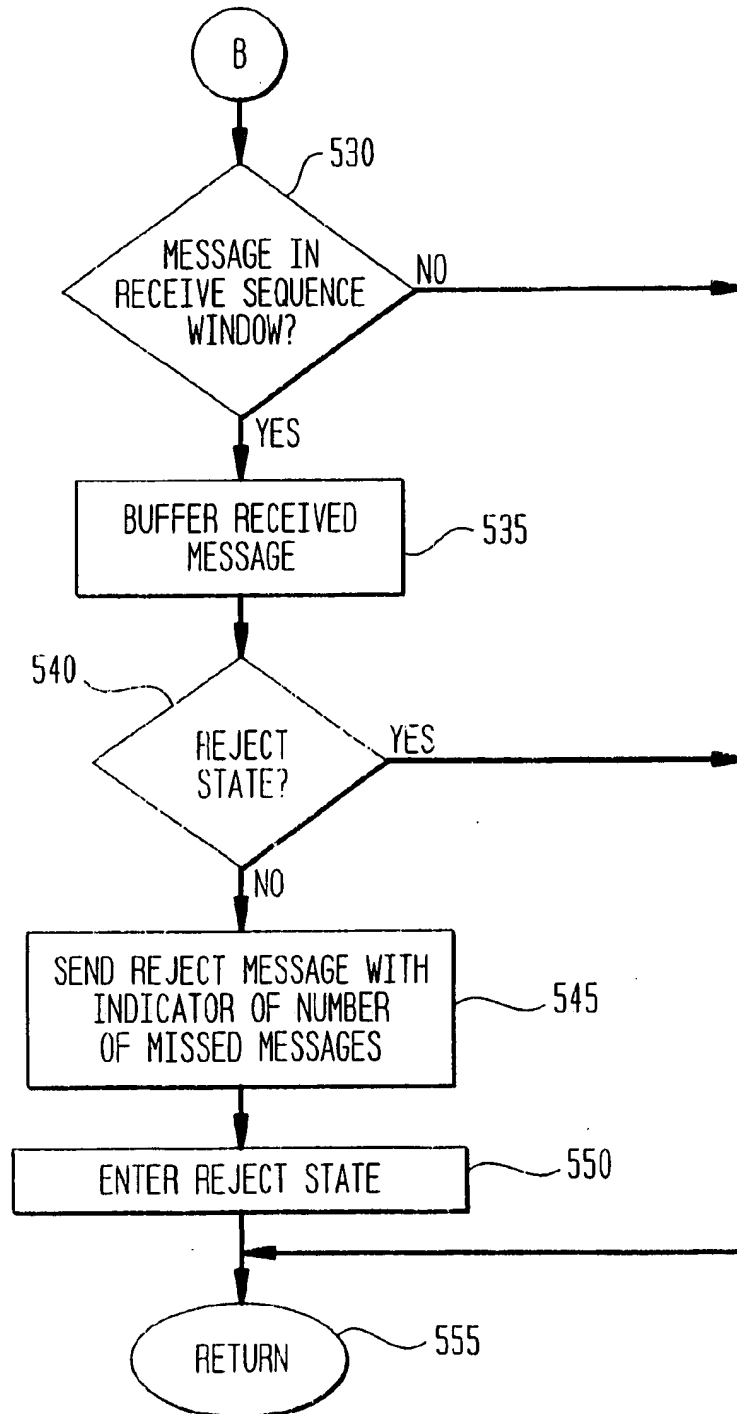 B
530
MESSAGE IN
RECEIVE SEQUENCE
WINDOW?
NO
YES
BUFFER RECEIVED
MESSAGE
535
540
REJECT
STATE?
YES
NO
SEND REJECT MESSAGE WITH
INDICATOR OF NUMBER
OF MISSED MESSAGES
545
ENTER REJECT STATE
550
RETURN
555